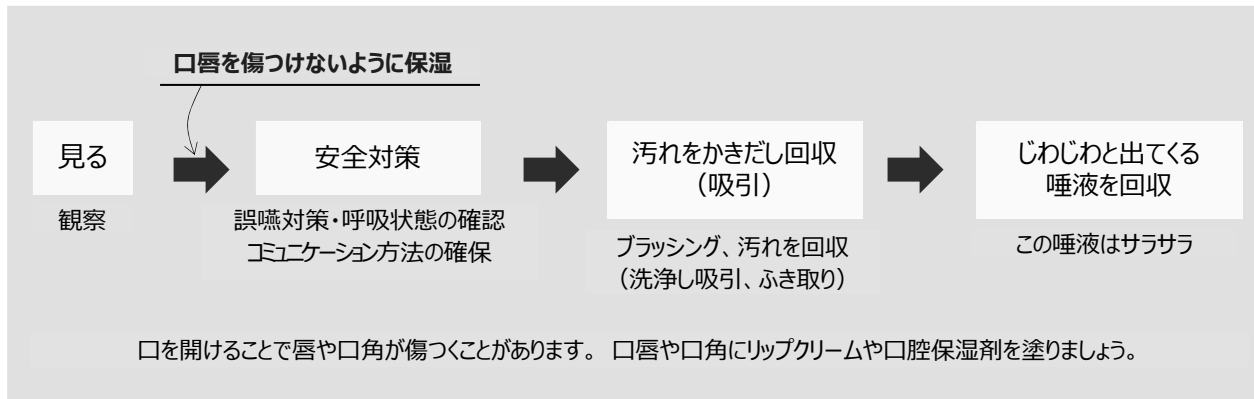 口唇を傷つけないように保湿
見る
観察
安全対策
誤嚥対策・呼吸状態の確認
コミュニケーション方法の確保
汚れをかきだし回収
（吸引）
ブラッシング、汚れを回収
（洗浄し吸引、ふき取り）
じわじわと出てくる
唾液を回収
この唾液はサラサラ
口を開けることで唇や口角が傷つくことがあります。 口唇や口角にリップクリームや口腔保湿剤を塗りましょう。